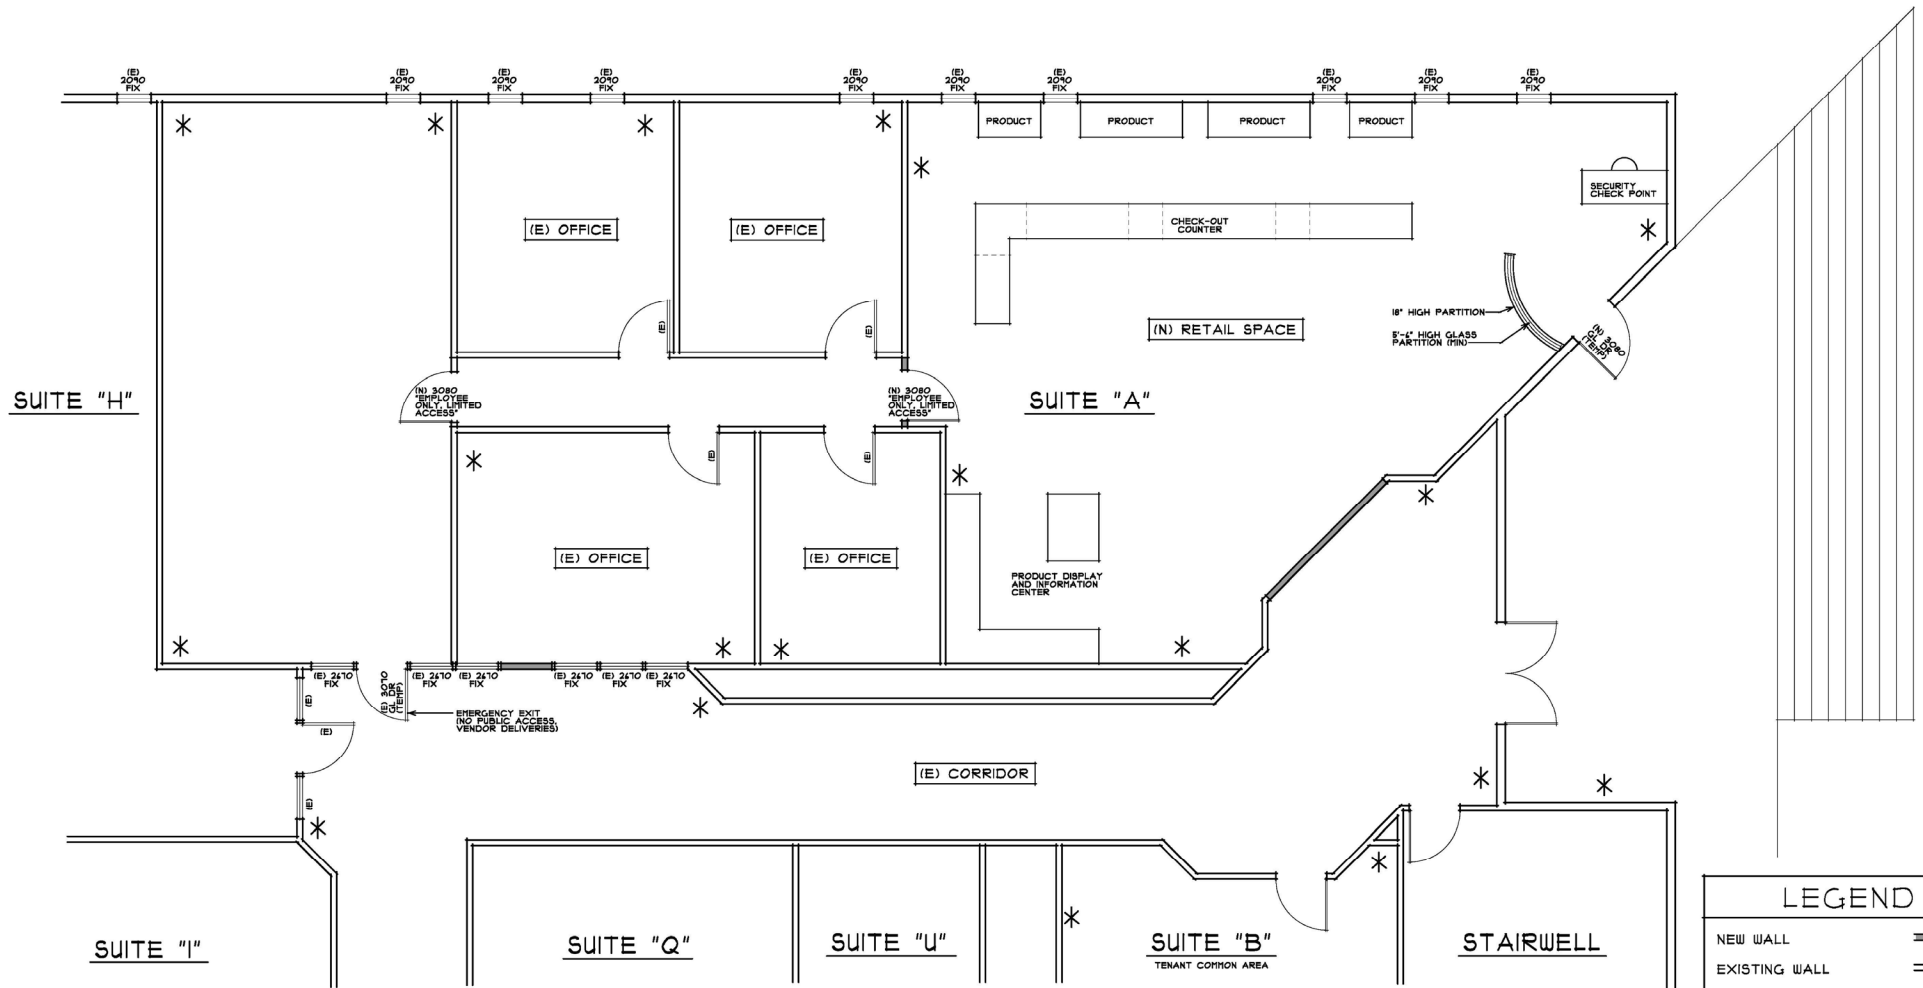 (E)
2090
FIX
(E)
2090
FIX
(E)
2090
FIX
(E)
2090
FIX
(E)
2090
FIX
(E)
2090
FIX
(E)
2090
FIX
(E)
2090
FIX
(E)
2090
FIX
(E)
2090
FIX
PRODUCT
PRODUCT
PRODUCT
PRODUCT
SECURITY
CHECK POINT
(E) OFFICE
(E) OFFICE
CHECK-OUT
COUNTER
(E)
(E)
(N) RETAIL SPACE
18" HIGH PARTITION
5'-6" HIGH GLASS
PARTITION (MIN)
(N) 3080
GL DR
(TEMP)
SUITE "H"
(N) 3080
"EMPLOYEE
ONLY, LIMITED
ACCESS"
(N) 3080
"EMPLOYEE
ONLY, LIMITED
ACCESS"
SUITE "A"
(E)
(E)
(E) OFFICE
(E) OFFICE
PRODUCT DISPLAY
AND INFORMATION
CENTER
(E) 2670
FIX
(E) 3070
GL DR
(TEMP)
(E) 2670
FIX
(E) 2670
FIX
(E) 2670
FIX
(E) 2670
FIX
(E) 2670
FIX
(E)
EMERGENCY EXIT
(NO PUBLIC ACCESS,
VENDOR DELIVERIES)
(E)
(E) CORRIDOR
(E)
SUITE "I"
SUITE "Q"
SUITE "U"
SUITE "B"
TENANT COMMON AREA
STAIRWELL
LEGEND
NEW WALL
EXISTING WALL